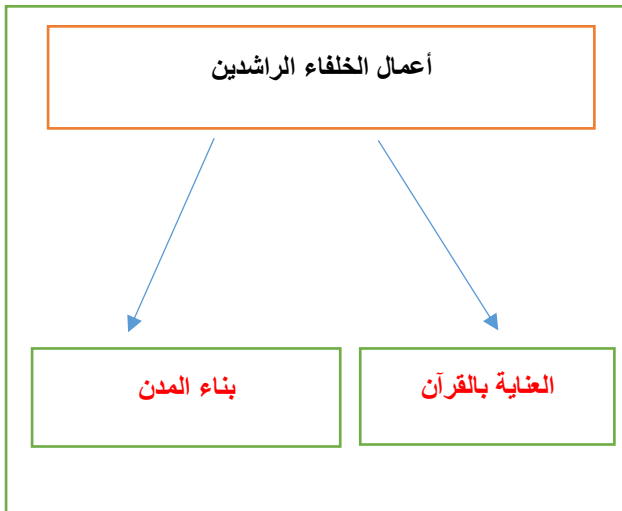 أعمال الخلفاء الراشدين
العناية بالقرآن
بناء المدن